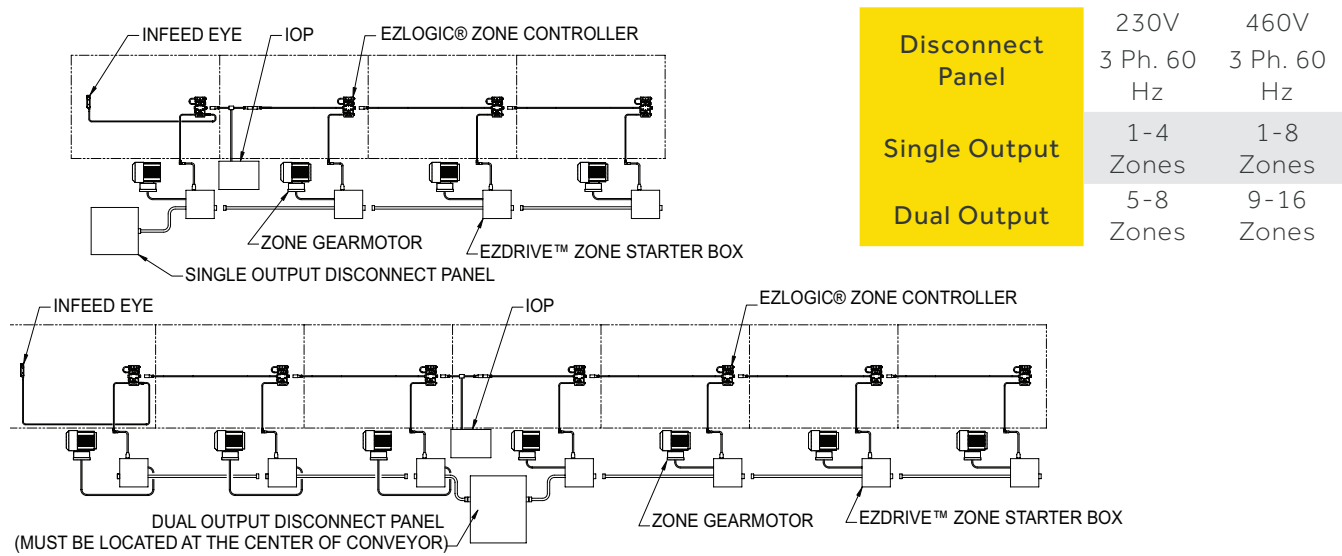 INFEED EYE
IOP
EZLOGIC® ZONE CONTROLLER
ZONE GEARMOTOR
EZDRIVE™ ZONE STARTER BOX
SINGLE OUTPUT DISCONNECT PANEL
Disconnect Panel
230V
3 Ph. 60
Hz
460V
3 Ph. 60
Hz
Single Output
1-4
Zones
1-8
Zones
Dual Output
5-8
Zones
9-16
Zones
INFEED EYE
IOP
EZLOGIC® ZONE CONTROLLER
DUAL OUTPUT DISCONNECT PANEL
(MUST BE LOCATED AT THE CENTER OF CONVEYOR)
ZONE GEARMOTOR
EZDRIVE™ ZONE STARTER BOX